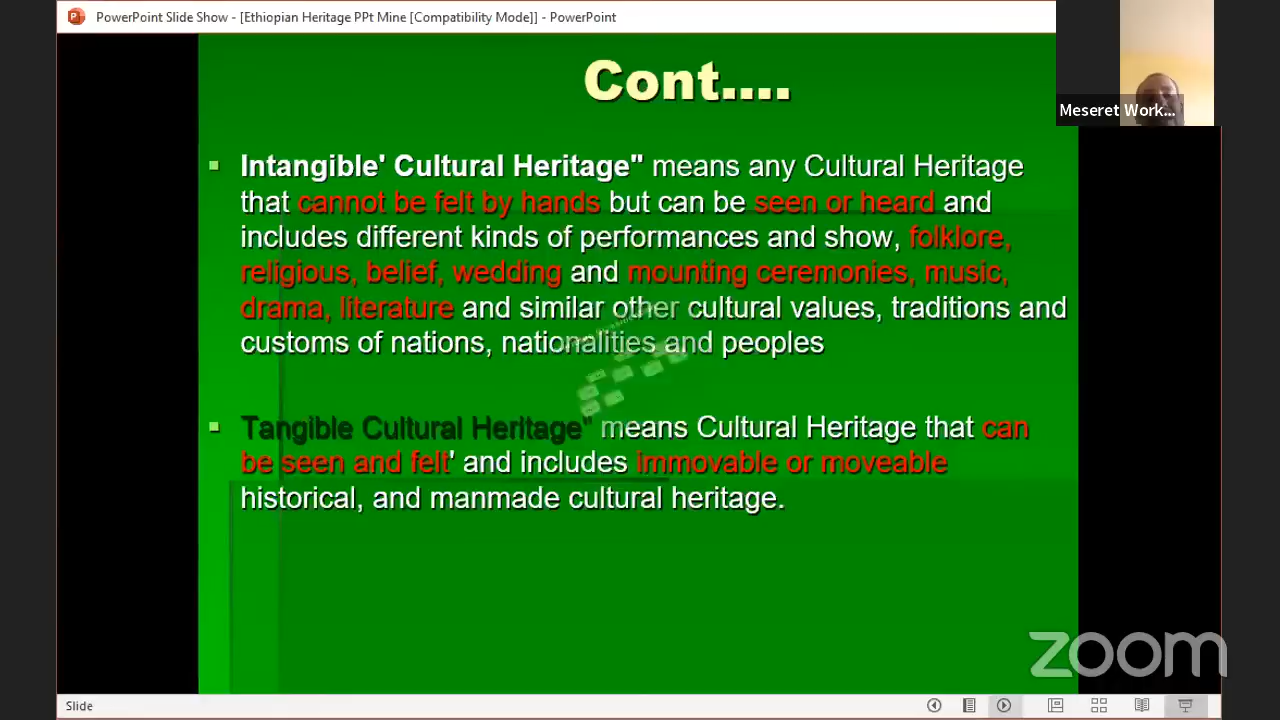 PowerPoint Slide Show - [Ethiopian Heritage PPt Mine [Compatibility Mode]] - PowerPoint
Cont....
Meseret Work...
Intangible' Cultural Heritage" means any Cultural Heritage
that cannot be felt by hands but can be seen or heard and
includes different kinds of performances and show, folklore,
religious, belief, wedding and mounting ceremonies, music,
drama, literature and similar other cultural values, traditions and
customs of nations, nationalities and peoples
Tangible Cultural Heritage" means Cultural Heritage that can
be seen and felt' and includes immovable or moveable
historical, and manmade cultural heritage.
zoom
Slide